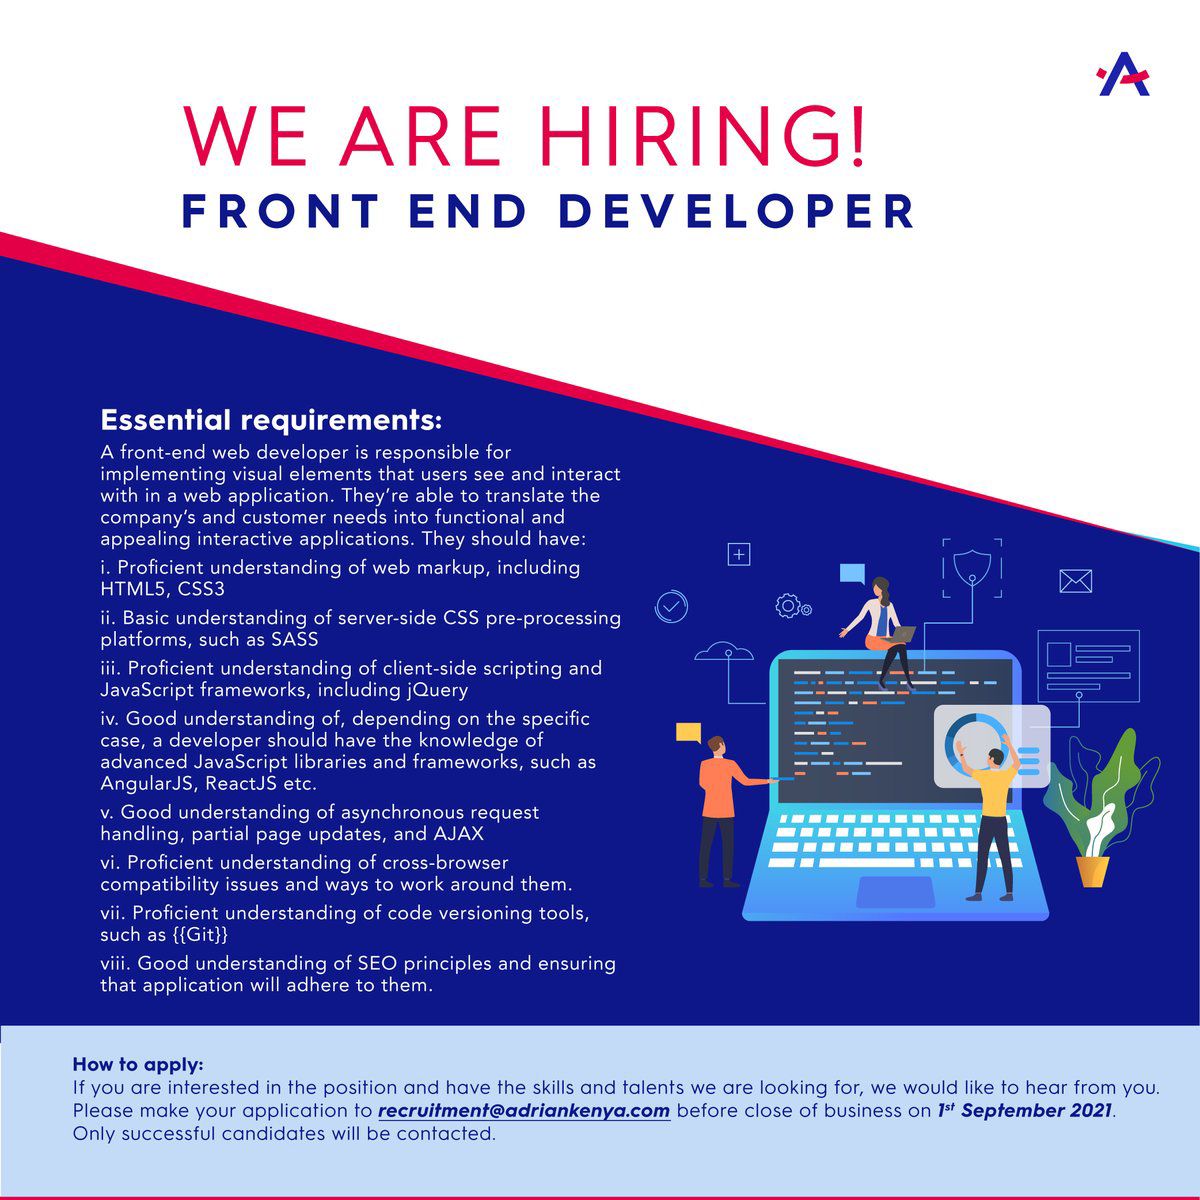 WE ARE HIRING!
FRONT END DEVELOPER
Essential requirements:
A front-end web developer is responsible for
implementing visual elements that users see and interact
with in a web application. They’re able to translate the
company’s and customer needs into functional and
appealing interactive applications. They should have:
i. Proficient understanding of web markup, including
HTML5, CSS3
ii. Basic understanding of server-side CSS pre-processing
platforms, such as SASS
iii. Proficient understanding of client-side scripting and
JavaScript frameworks, including jQuery
iv. Good understanding of, depending on the specific
case, a developer should have the knowledge of
advanced JavaScript libraries and frameworks, such as
AngularJS, ReactJS etc.
v. Good understanding of asynchronous request
handling, partial page updates, and AJAX
vi. Proficient understanding of cross-browser
compatibility issues and ways to work around them.
vii. Proficient understanding of code versioning tools,
such as {{Git}}
viii. Good understanding of SEO principles and ensuring
that application will adhere to them.
How to apply:
If you are interested in the position and have the skills and talents we are looking for, we would like to hear from you.
Please make your application to recruitment@adriankenya.com before close of business on 1st September 2021.
Only successful candidates will be contacted.